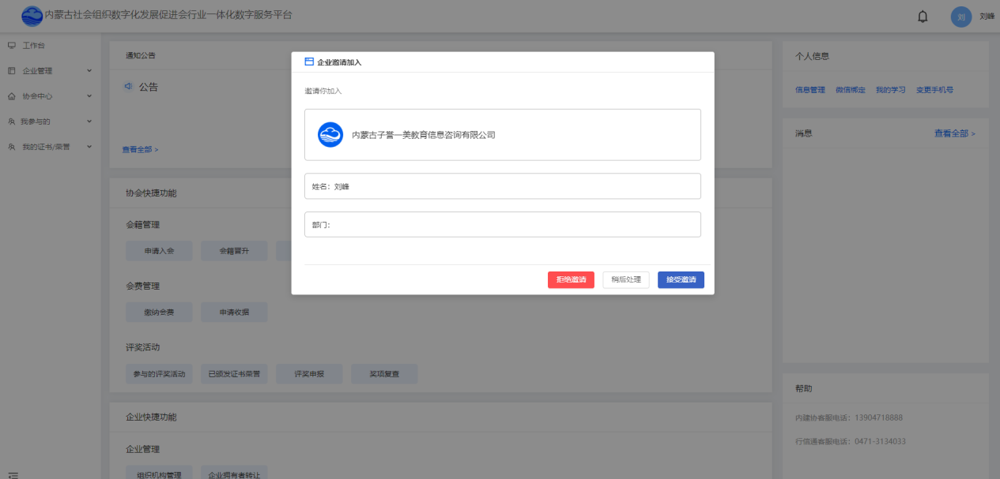 内蒙古社会组织数字化发展促进会行业一体化数字服务平台
刘
刘峰
工作台
企业管理
协会中心
我参与的
我的证书/荣誉
通知公告
公告
查看全部 >
协会快捷功能
会籍管理
申请入会
会籍晋升
会费管理
缴纳会费
申请收据
评奖活动
参与的评奖活动
已颁发证书荣誉
评奖申报
奖项复查
企业快捷功能
企业管理
组织机构管理
企业拥有者转让
企业邀请加入
邀请你加入
内蒙古子誉一美教育信息咨询有限公司
姓名：刘峰
部门：
拒绝邀请
稍后处理
接受邀请
个人信息
信息管理 微信绑定 我的学习 变更手机号
消息
查看全部 >
帮助
内建协客服电话：13904718888
行信通客服电话：0471-3134033